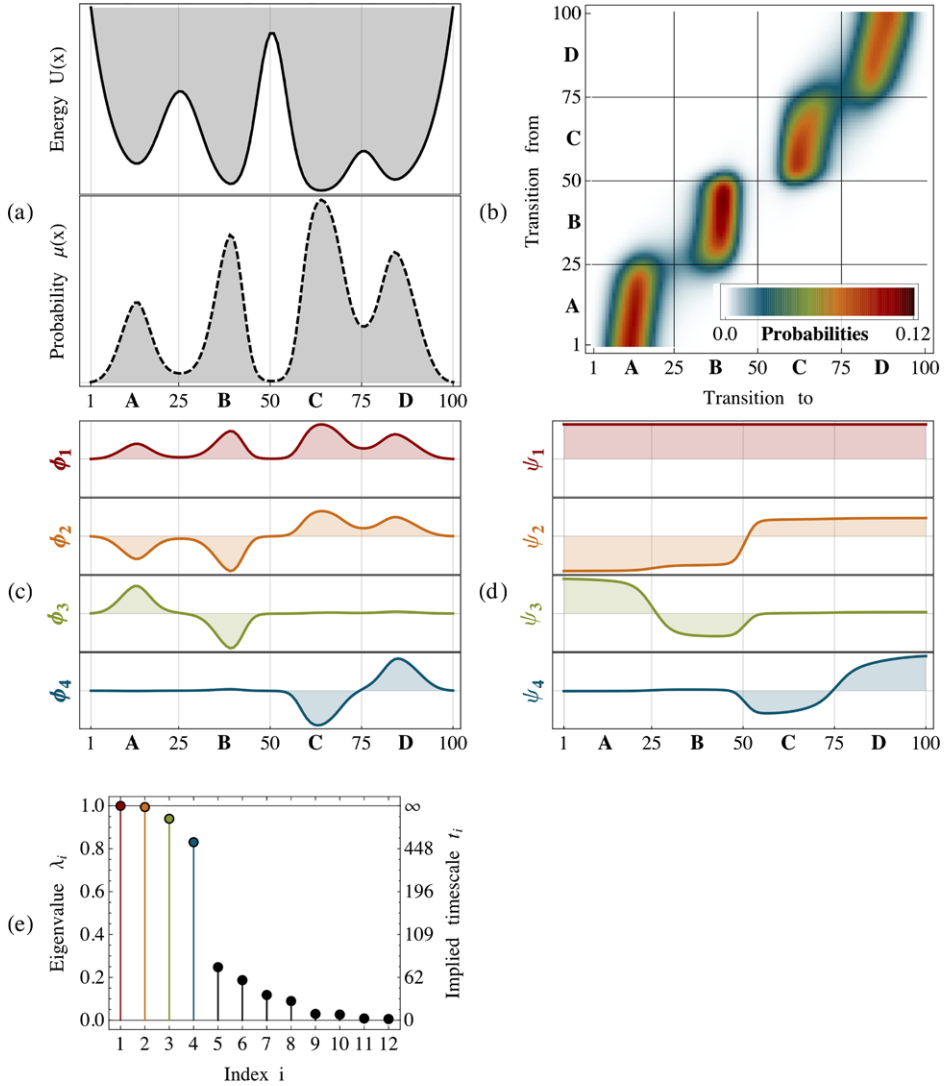 (a)
Energy U(x)
Probability μ(x)
1 A 25 B 50 C 75 D 100
(b)
Transition from
100
D
75
C
50
B
25
A
1
0.0 Probabilities 0.12
1 A 25 B 50 C 75 D 100
Transition to
(c)
ϕ1
ϕ2
ϕ3
ϕ4
1 A 25 B 50 C 75 D 100
(d)
ψ1
ψ2
ψ3
ψ4
1 A 25 B 50 C 75 D 100
(e)
Eigenvalue λi
1.0
0.8
0.6
0.4
0.2
0.0
∞
448
196
109
62
0
Implied timescale ti
1 2 3 4 5 6 7 8 9 10 11 12
Index i